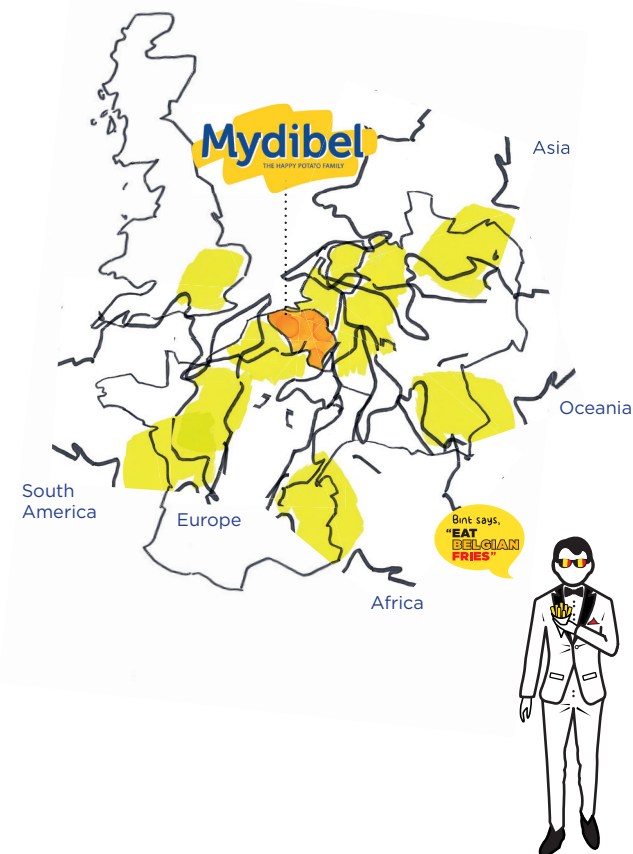 Mydibel
THE HAPPY POTATO FAMILY
Asia
Oceania
South
America
Europe
Bint says,
"EAT
BELGIAN
FRIES"
Africa